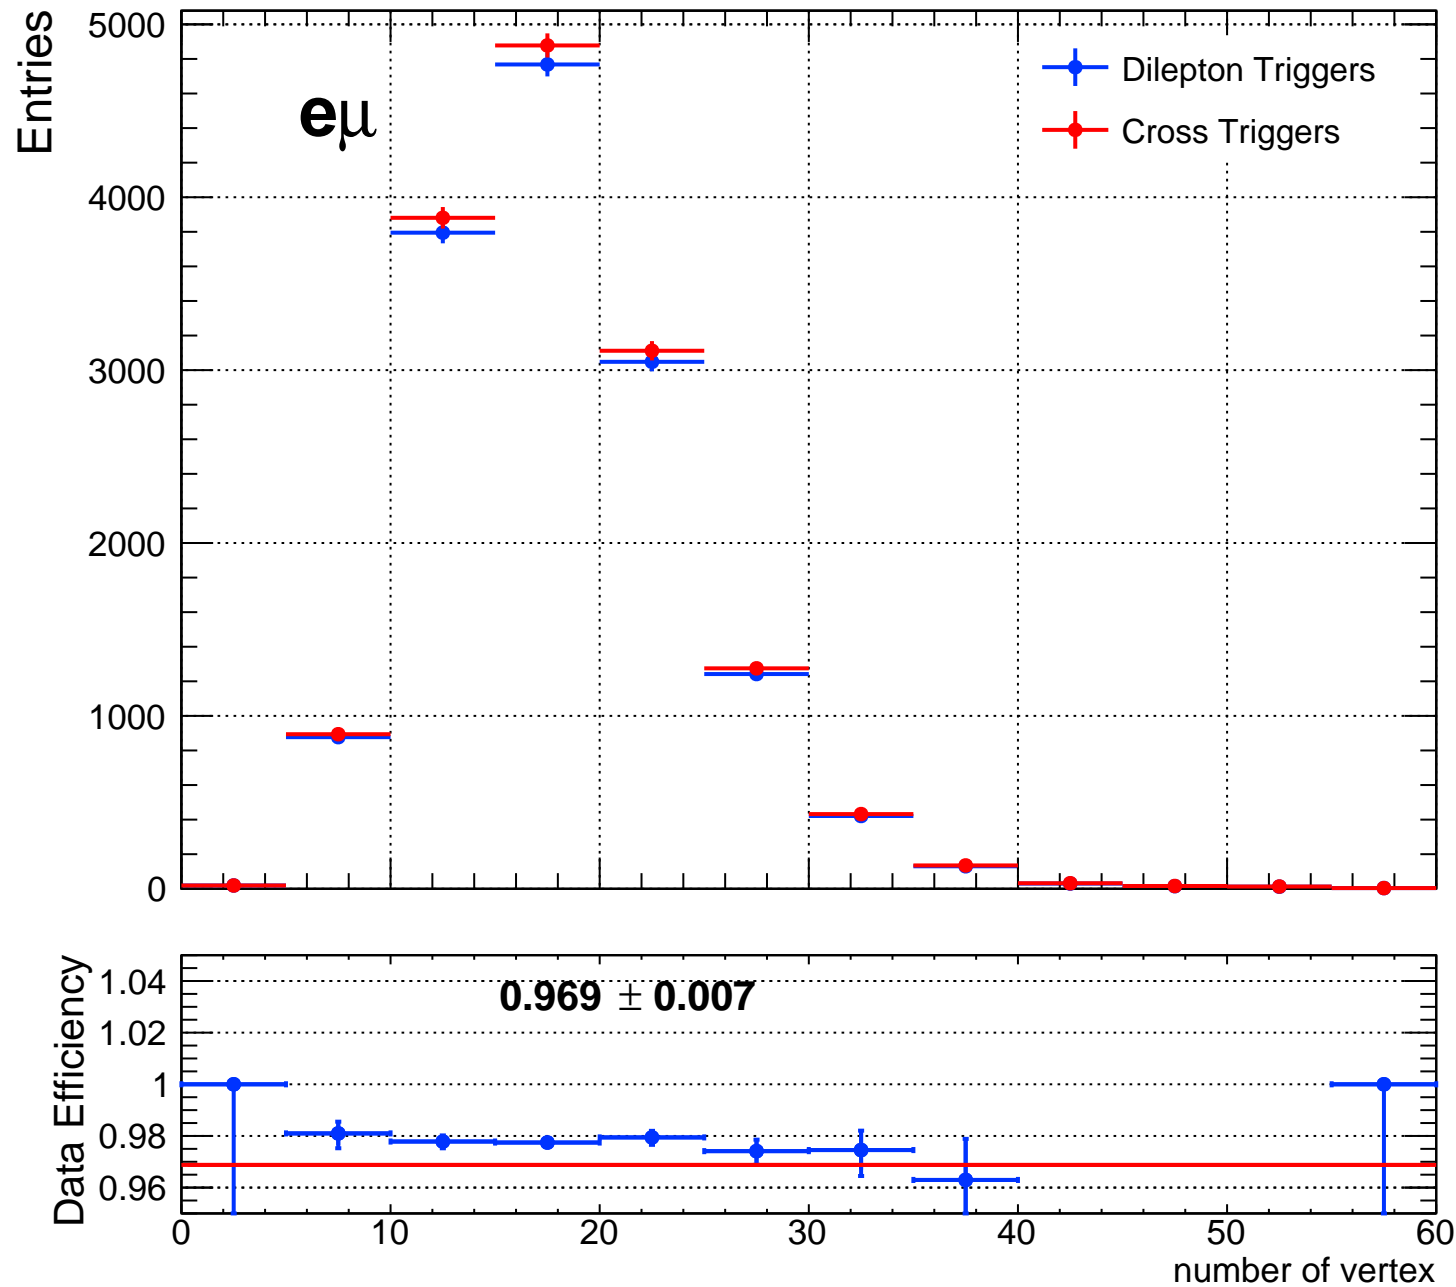 Entries
5000
4000
3000
2000
1000
0
eμ
Dilepton Triggers
Cross Triggers
Data Efficiency
1.04
1.02
1
0.98
0.96
0.969 ± 0.007
0 10 20 30 40 50 60
number of vertex